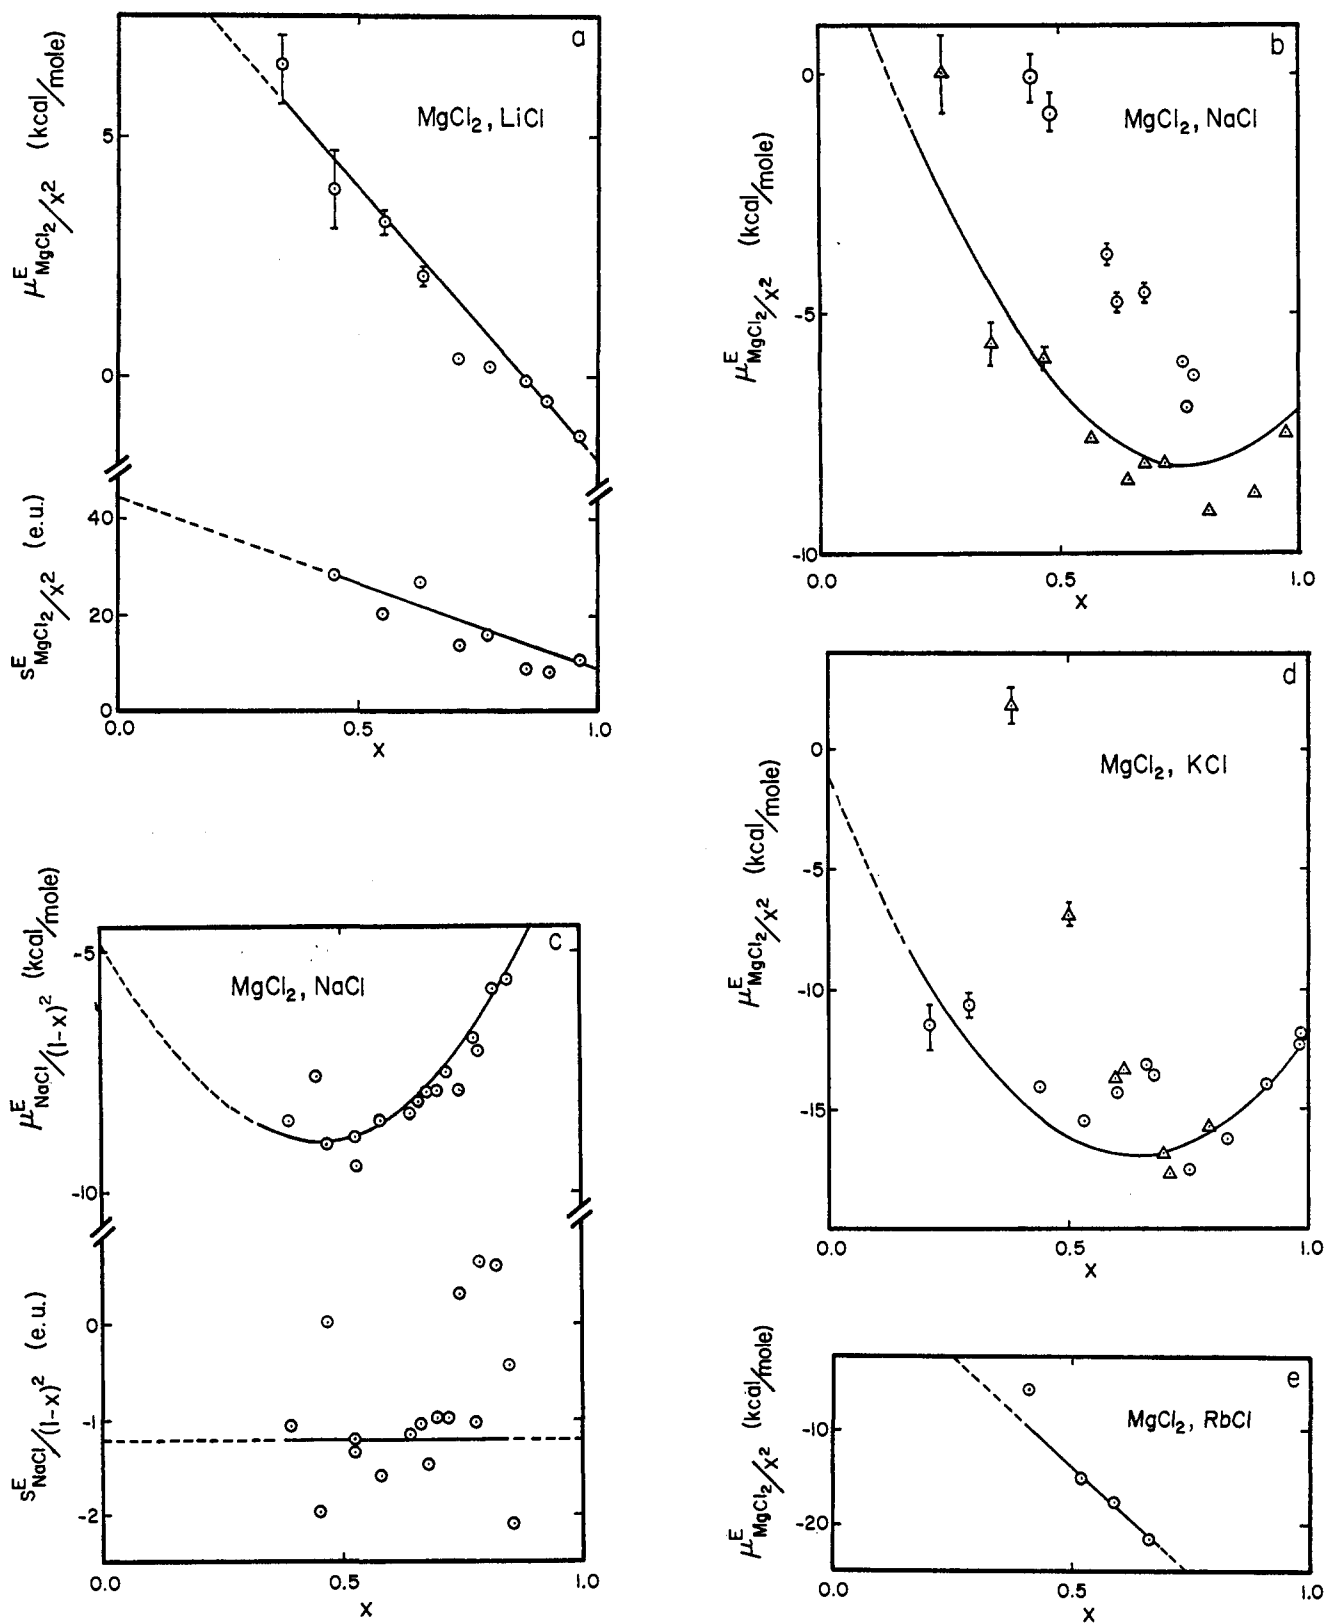 a
MgCl₂, LiCl
μᴱMgCl₂/x² (kcal/mole)
5
0
sᴱMgCl₂/x² (e.u.)
40
20
0
0.0 0.5 1.0
x
b
MgCl₂, NaCl
μᴱMgCl₂/x² (kcal/mole)
0
-5
-10
0.0 0.5 1.0
x
c
MgCl₂, NaCl
μᴱNaCl/(1-x)² (kcal/mole)
-5
-10
sᴱNaCl/(1-x)² (e.u.)
0
-1
-2
0.0 0.5 1.0
x
d
MgCl₂, KCl
μᴱMgCl₂/x² (kcal/mole)
0
-5
-10
-15
0.0 0.5 1.0
x
e
MgCl₂, RbCl
μᴱMgCl₂/x² (kcal/mole)
-10
-20
0.0 0.5 1.0
x